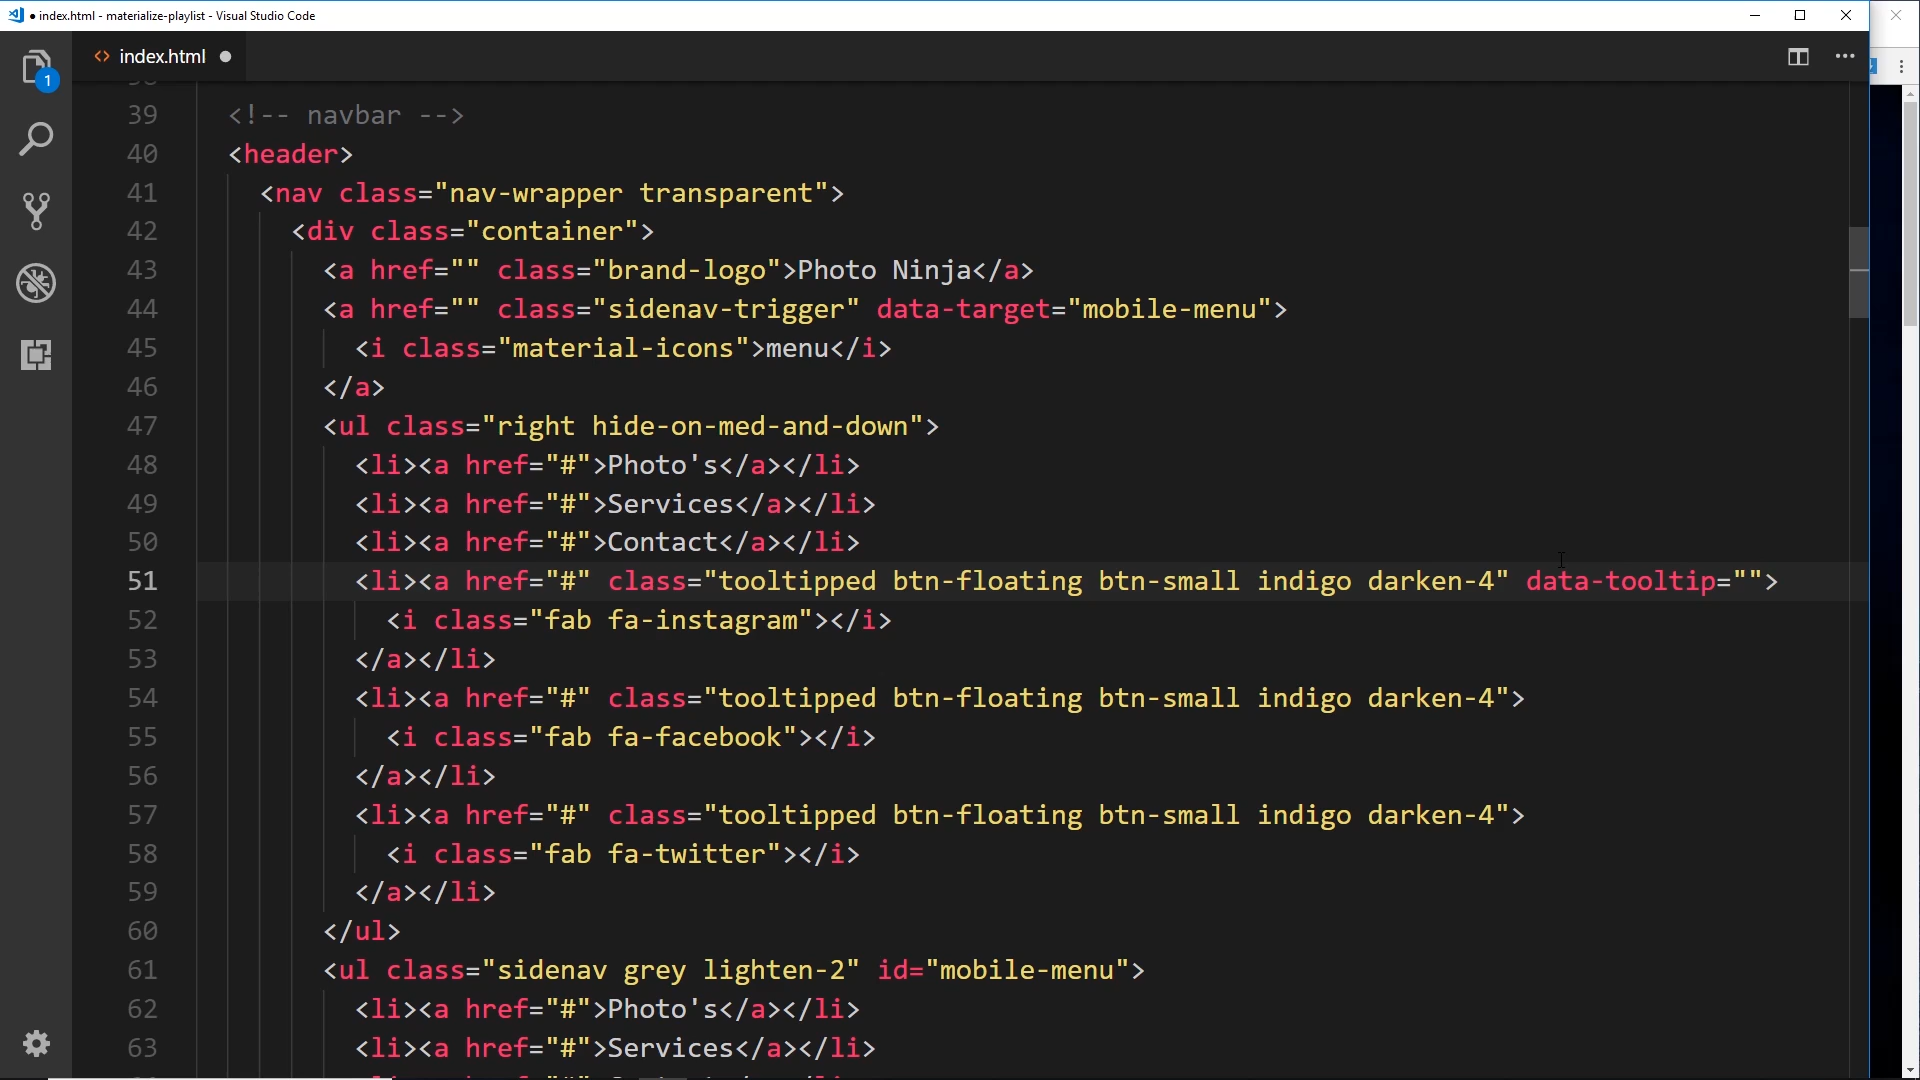 ● index.html - materialize-playlist - Visual Studio Code
1
<> index.html ●
39 <!-- navbar -->
40 <header>
41 <nav class="nav-wrapper transparent">
42 <div class="container">
43 <a href="" class="brand-logo">Photo Ninja</a>
44 <a href="" class="sidenav-trigger" data-target="mobile-menu">
45 <i class="material-icons">menu</i>
46 </a>
47 <ul class="right hide-on-med-and-down">
48 <li><a href="#">Photo's</a></li>
49 <li><a href="#">Services</a></li>
50 <li><a href="#">Contact</a></li>
51 <li><a href="#" class="tooltipped btn-floating btn-small indigo darken-4" data-tooltip="">
52 <i class="fab fa-instagram"></i>
53 </a></li>
54 <li><a href="#" class="tooltipped btn-floating btn-small indigo darken-4">
55 <i class="fab fa-facebook"></i>
56 </a></li>
57 <li><a href="#" class="tooltipped btn-floating btn-small indigo darken-4">
58 <i class="fab fa-twitter"></i>
59 </a></li>
60 </ul>
61 <ul class="sidenav grey lighten-2" id="mobile-menu">
62 <li><a href="#">Photo's</a></li>
63 <li><a href="#">Services</a></li>